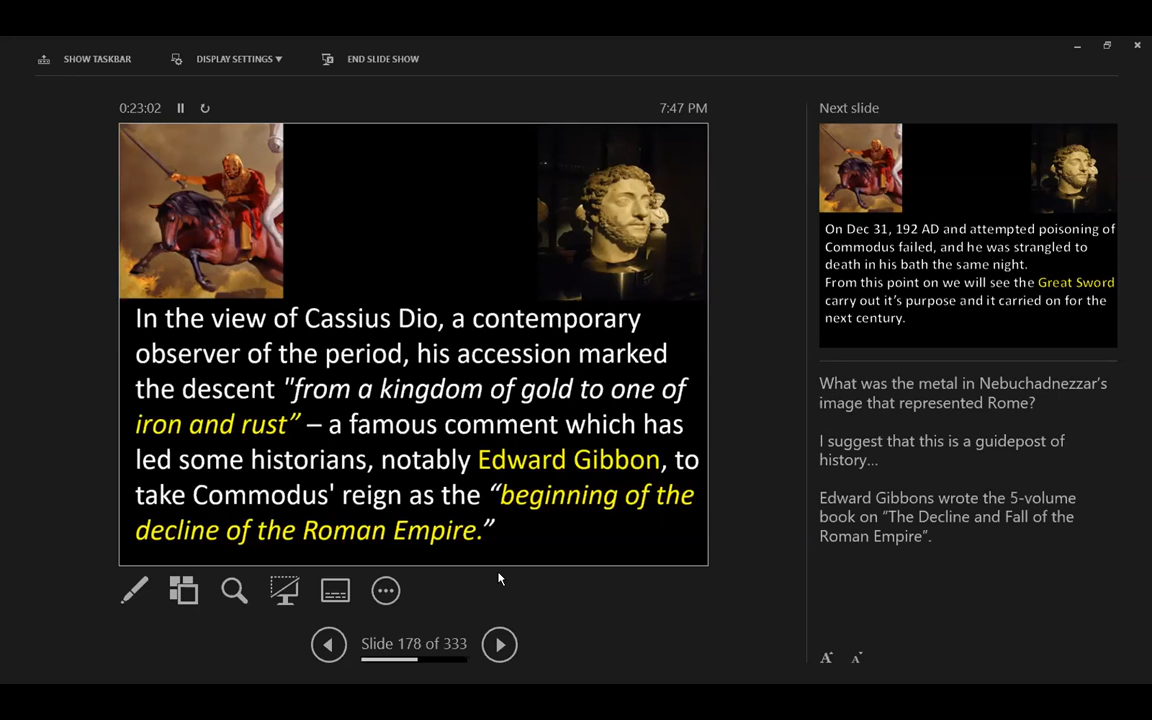 SHOW TASKBAR
DISPLAY SETTINGS ▾
END SLIDE SHOW
0:23:02
7:47 PM
In the view of Cassius Dio, a contemporary
observer of the period, his accession marked
the descent "from a kingdom of gold to one of
iron and rust” – a famous comment which has
led some historians, notably Edward Gibbon, to
take Commodus' reign as the “beginning of the
decline of the Roman Empire.”
Slide 178 of 333
Next slide
On Dec 31, 192 AD and attempted poisoning of
Commodus failed, and he was strangled to
death in his bath the same night.
From this point on we will see the Great Sword
carry out it’s purpose and it carried on for the
next century.
What was the metal in Nebuchadnezzar’s
image that represented Rome?
I suggest that this is a guidepost of
history…
Edward Gibbons wrote the 5-volume
book on “The Decline and Fall of the
Roman Empire”.
A A